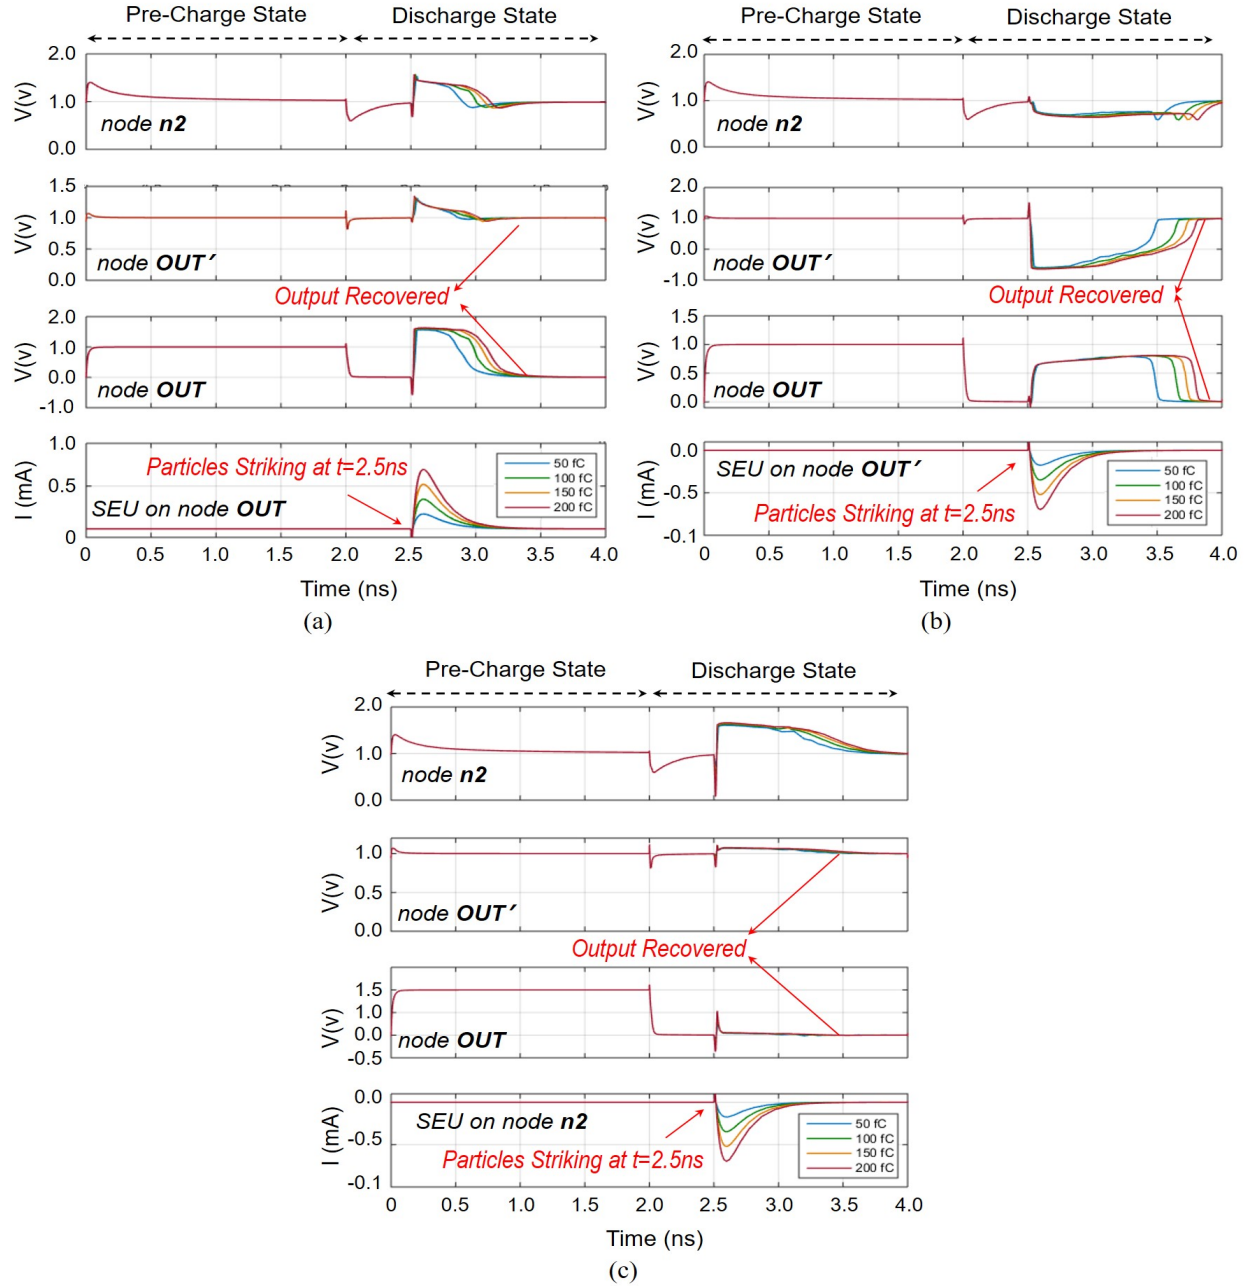 Pre-Charge State Discharge State
2.0
1.0
0.0
V(v)
node n2
1.5
1.0
0.5
0.0
V(v)
node OUT′
Output Recovered
2.0
1.0
0.0
-1.0
V(v)
node OUT
1.0
0.5
0
I (mA)
Particles Striking at t=2.5ns
SEU on node OUT
50 fC
100 fC
150 fC
200 fC
0 0.5 1.0 1.5 2.0 2.5 3.0 3.5 4.0
Time (ns)
(a)
Pre-Charge State Discharge State
2.0
1.0
0.0
V(v)
node n2
2.0
1.0
0.0
-1.0
V(v)
node OUT′
Output Recovered
1.5
1.0
0.5
0.0
V(v)
node OUT
0.0
-0.5
-0.1
I (mA)
SEU on node OUT′
Particles Striking at t=2.5ns
50 fC
100 fC
150 fC
200 fC
0 0.5 1.0 1.5 2.0 2.5 3.0 3.5 4.0
Time (ns)
(b)
Pre-Charge State Discharge State
2.0
1.0
0.0
V(v)
node n2
1.0
0.5
0.0
V(v)
node OUT′
Output Recovered
1.5
1.0
0.0
-0.5
V(v)
node OUT
0.0
-0.5
-0.1
I (mA)
SEU on node n2
Particles Striking at t=2.5ns
50 fC
100 fC
150 fC
200 fC
0 0.5 1.0 1.5 2.0 2.5 3.0 3.5 4.0
Time (ns)
(c)